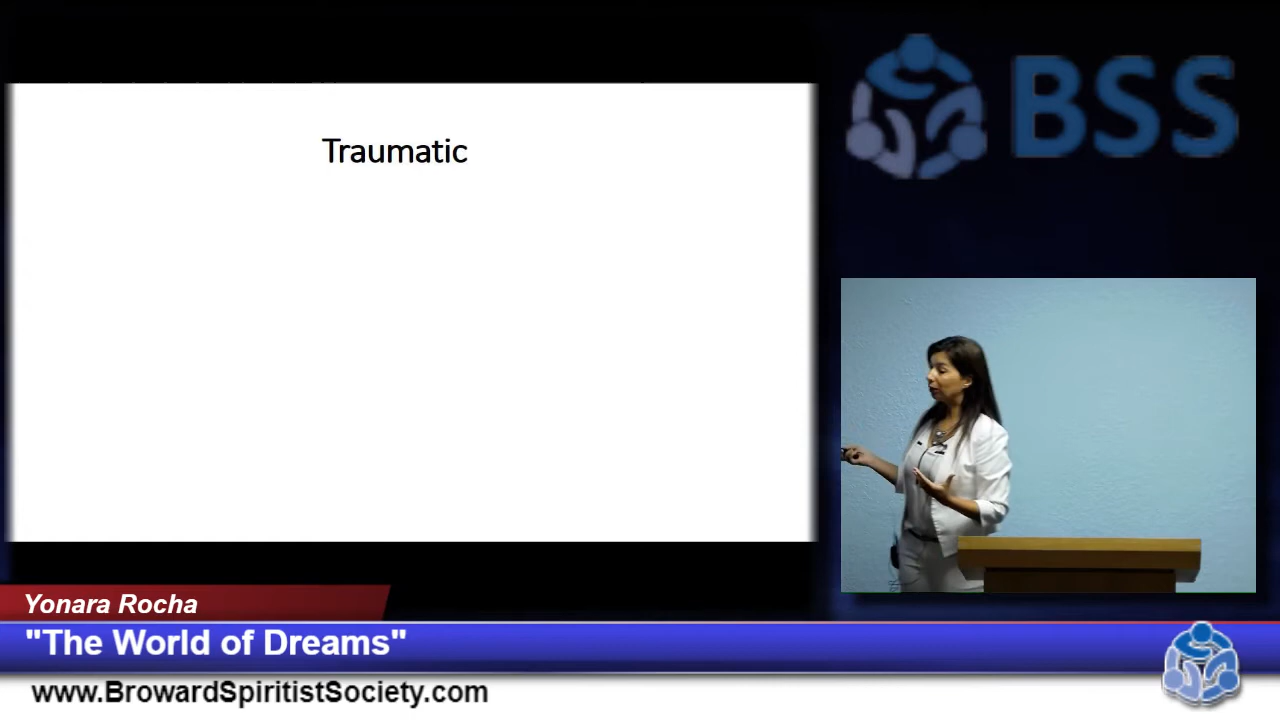 Traumatic
BSS
Yonara Rocha
"The World of Dreams"
www.BrowardSpiritistSociety.com